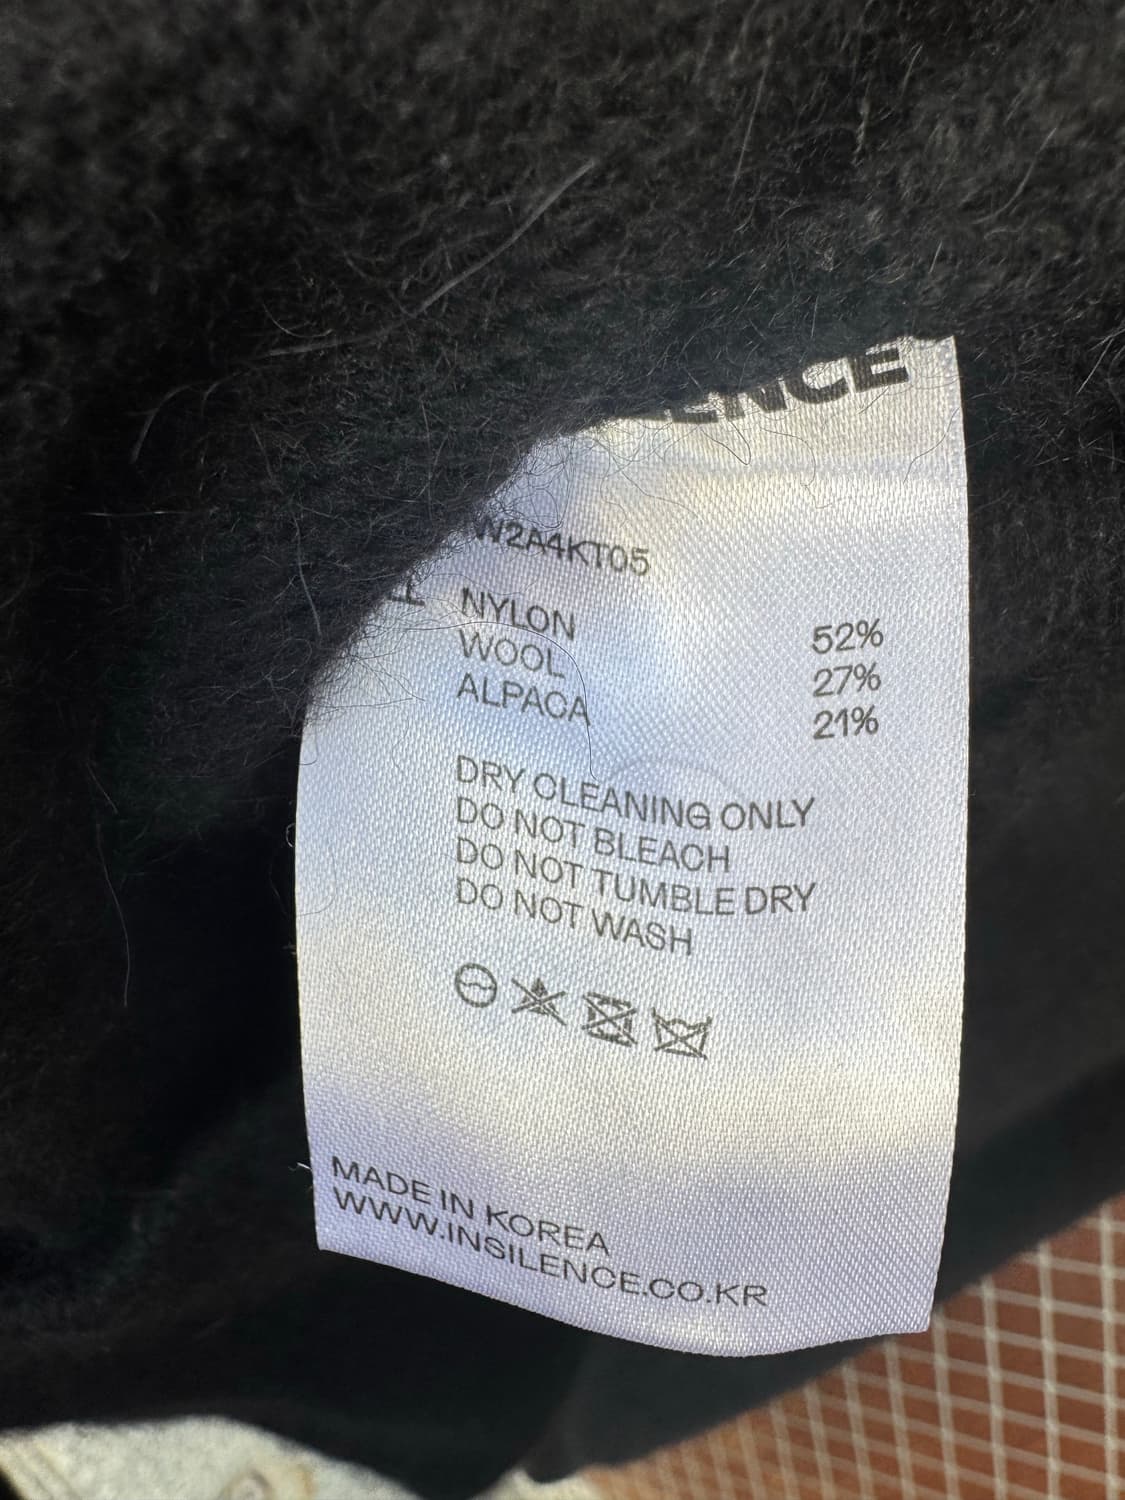 NYLON 52%
WOOL 27%
ALPACA 21%
DRY CLEANING ONLY
DO NOT BLEACH
DO NOT TUMBLE DRY
DO NOT WASH
MADE IN KOREA
WWW.INSILENCE.CO.KR